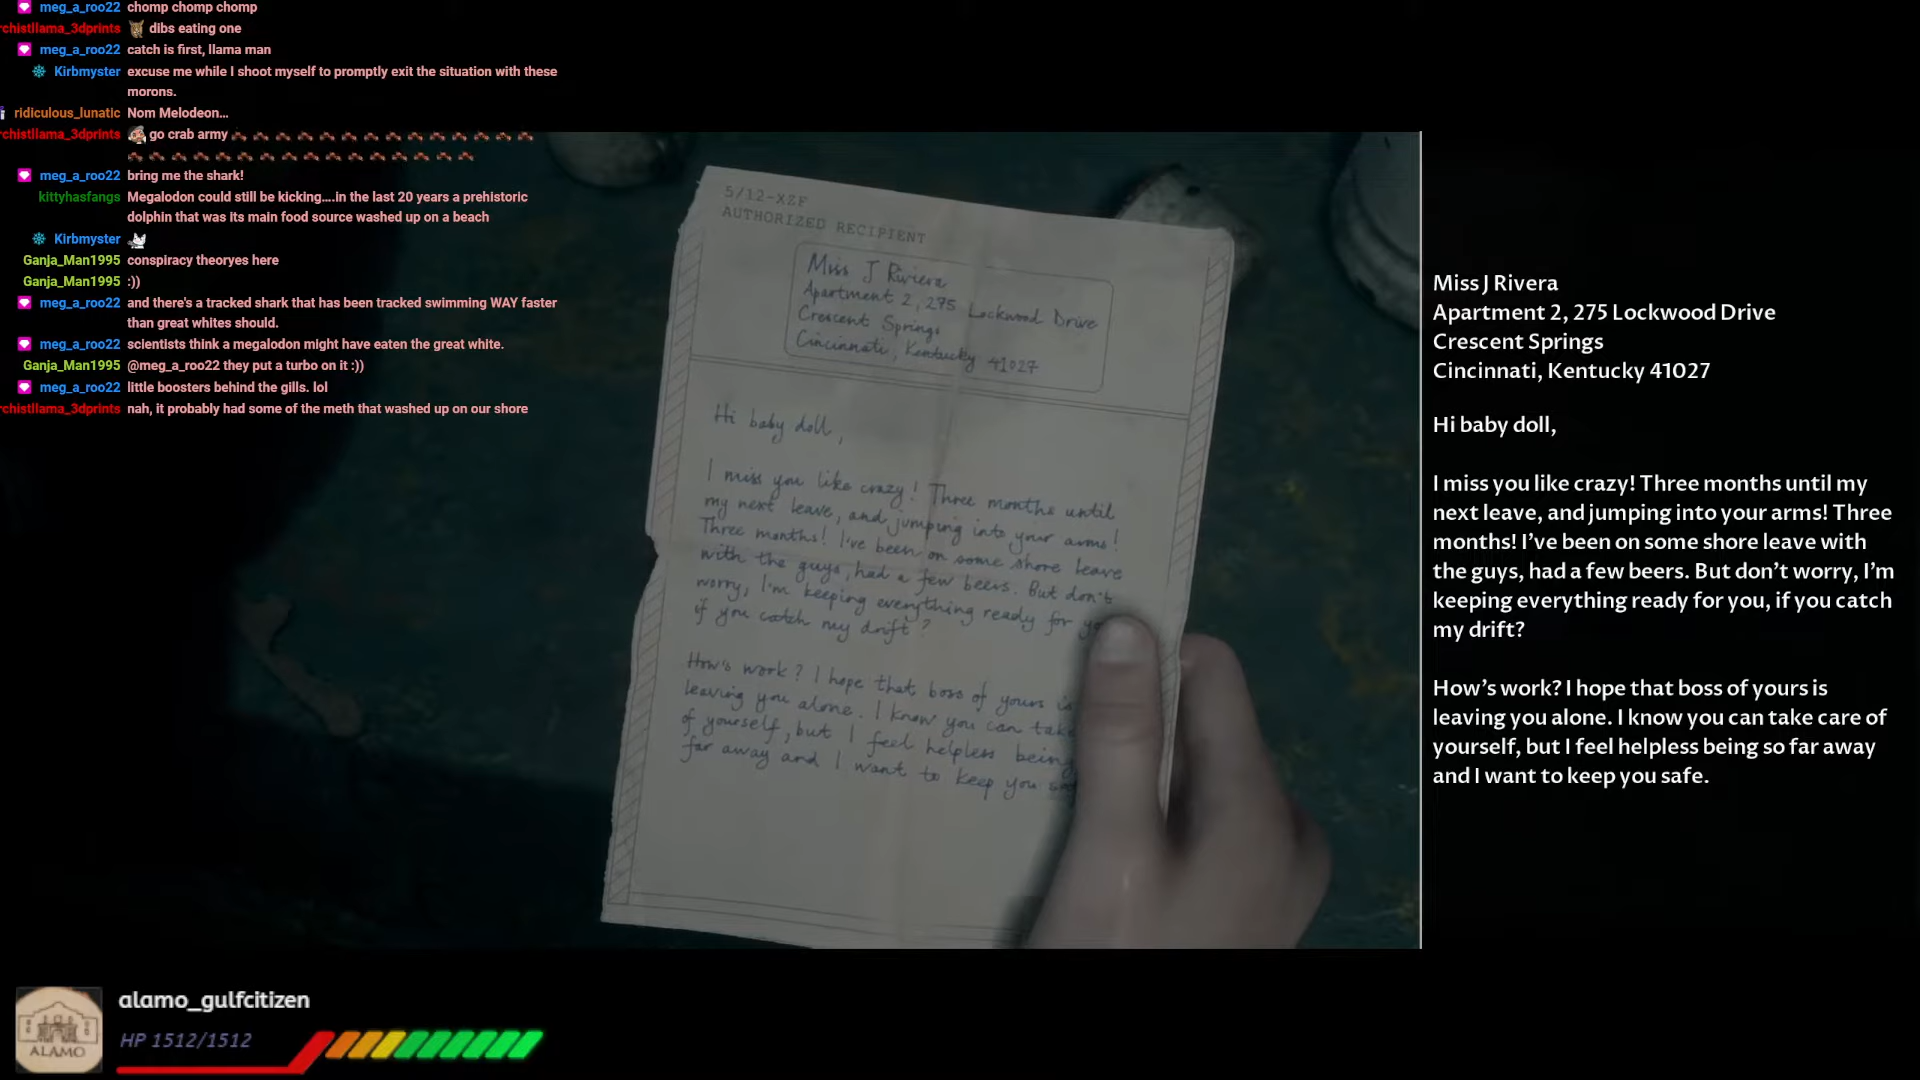 meg_a_roo22 chomp chomp chomp
rchistllama_3dprints dibs eating one
meg_a_roo22 catch is first, llama man
Kirbmyster excuse me while I shoot myself to promptly exit the situation with these
morons.
ridiculous_lunatic Nom Melodeon...
rchistllama_3dprints go crab army
meg_a_roo22 bring me the shark!
kittyhasfangs Megalodon could still be kicking....in the last 20 years a prehistoric
dolphin that was its main food source washed up on a beach
Kirbmyster
Ganja_Man1995 conspiracy theoryes here
Ganja_Man1995 :))
meg_a_roo22 and there's a tracked shark that has been tracked swimming WAY faster
than great whites should.
meg_a_roo22 scientists think a megalodon might have eaten the great white.
Ganja_Man1995 @meg_a_roo22 they put a turbo on it :))
meg_a_roo22 little boosters behind the gills. lol
rchistllama_3dprints nah, it probably had some of the meth that washed up on our shore
5/12-XZF
AUTHORIZED RECIPIENT
Miss J Riviera
Apartment 2, 275 Lockwood Drive
Crescent Springs
Cincinnati, Kentucky 41027
Hi baby doll,
I miss you like crazy! Three months until
my next leave, and jumping into your arms!
Three months! I've been on some shore leave
with the guys, had a few beers. But don't
worry, I'm keeping everything ready for
if you catch my drift?
How's work? I hope that boss of yours is
leaving you alone. I know you can take
of yourself, but I feel helpless being
far away and I want to keep you
Miss J Rivera
Apartment 2, 275 Lockwood Drive
Crescent Springs
Cincinnati, Kentucky 41027
Hi baby doll,
I miss you like crazy! Three months until my
next leave, and jumping into your arms! Three
months! I've been on some shore leave with
the guys, had a few beers. But don't worry, I'm
keeping everything ready for you, if you catch
my drift?
How's work? I hope that boss of yours is
leaving you alone. I know you can take care of
yourself, but I feel helpless being so far away
and I want to keep you safe.
ALAMO
alamo_gulfcitizen
HP 1512/1512